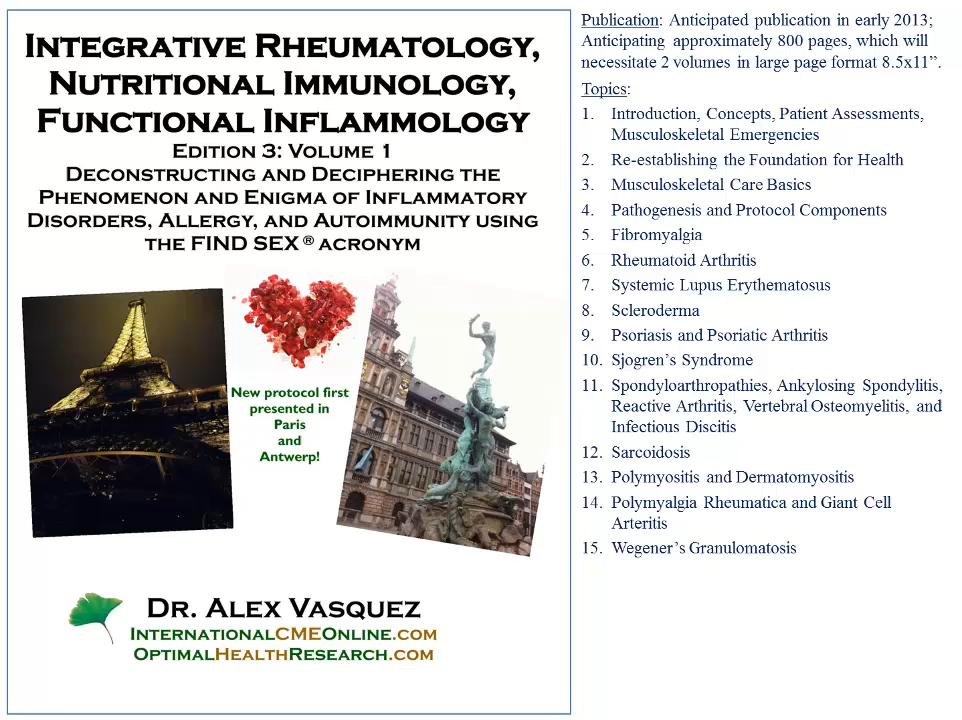 INTEGRATIVE RHEUMATOLOGY,
NUTRITIONAL IMMUNOLOGY,
FUNCTIONAL INFLAMMOLOGY
EDITION 3: VOLUME 1
DECONSTRUCTING AND DECIPHERING THE
PHENOMENON AND ENIGMA OF INFLAMMATORY
DISORDERS, ALLERGY, AND AUTOIMMUNITY USING
THE FIND SEX ® ACRONYM
New protocol first
presented in
Paris
and
Antwerp!
DR. ALEX VASQUEZ
INTERNATIONALCMEONLINE.COM
OPTIMALHEALTHRESEARCH.COM
Publication: Anticipated publication in early 2013;
Anticipating approximately 800 pages, which will
necessitate 2 volumes in large page format 8.5x11”.
Topics:
1. Introduction, Concepts, Patient Assessments,
Musculoskeletal Emergencies
2. Re-establishing the Foundation for Health
3. Musculoskeletal Care Basics
4. Pathogenesis and Protocol Components
5. Fibromyalgia
6. Rheumatoid Arthritis
7. Systemic Lupus Erythematosus
8. Scleroderma
9. Psoriasis and Psoriatic Arthritis
10. Sjogren’s Syndrome
11. Spondyloarthropathies, Ankylosing Spondylitis,
Reactive Arthritis, Vertebral Osteomyelitis, and
Infectious Discitis
12. Sarcoidosis
13. Polymyositis and Dermatomyositis
14. Polymyalgia Rheumatica and Giant Cell
Arteritis
15. Wegener’s Granulomatosis